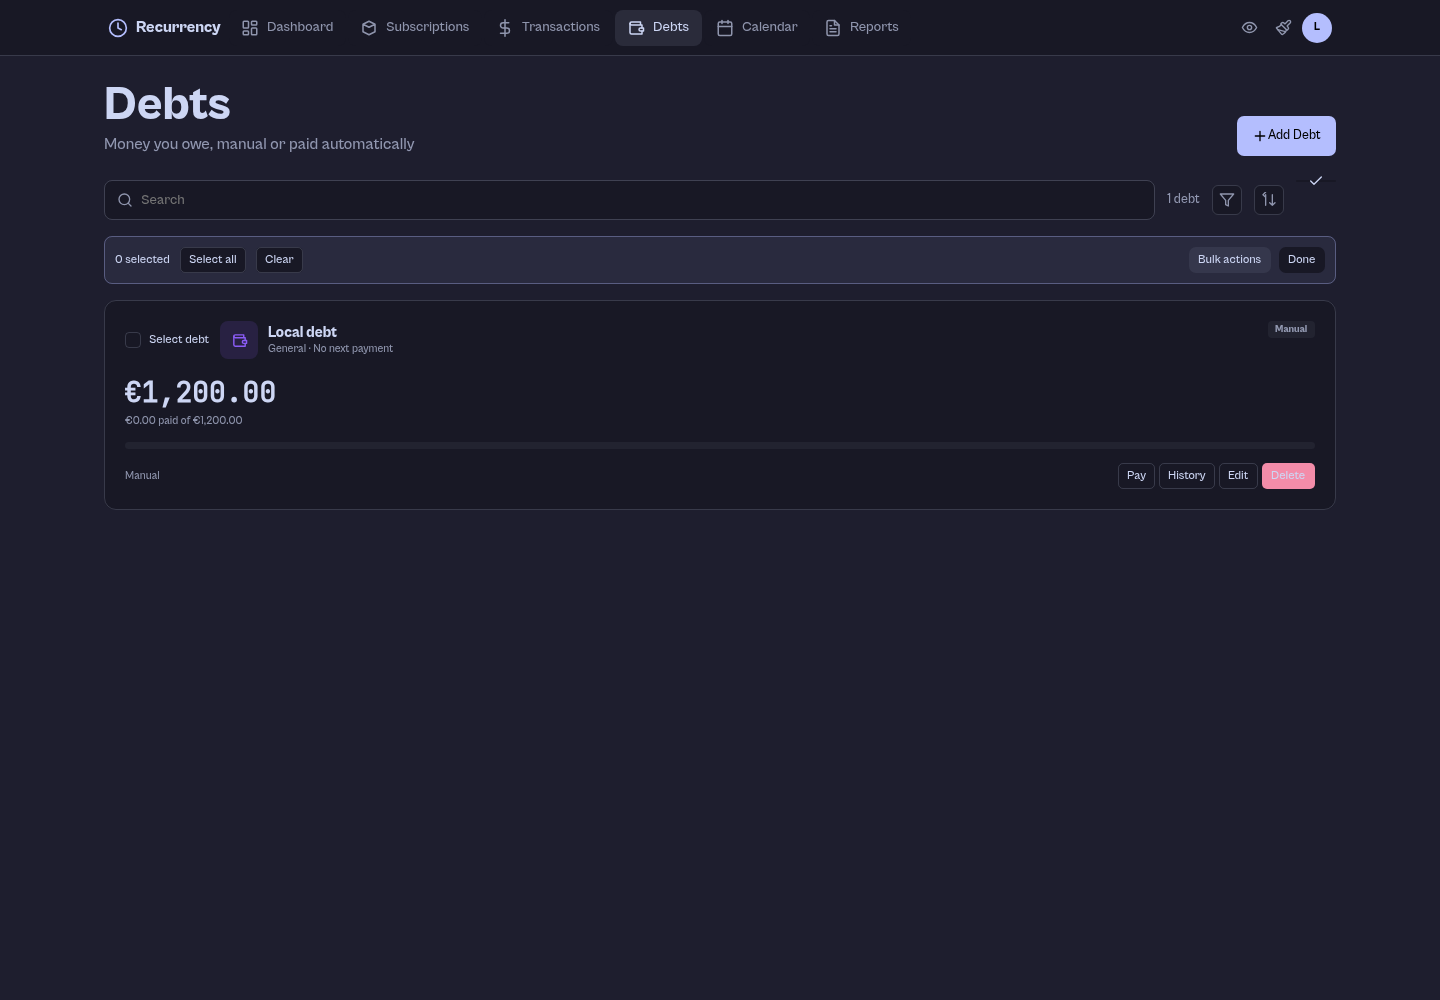 Recurrency Dashboard Subscriptions Transactions Debts Calendar Reports L
Debts
Money you owe, manual or paid automatically
Add Debt
Search 1 debt
0 selected Select all Clear Bulk actions Done
Select debt Local debt Manual
General · No next payment
€1,200.00
€0.00 paid of €1,200.00
Manual Pay History Edit Delete